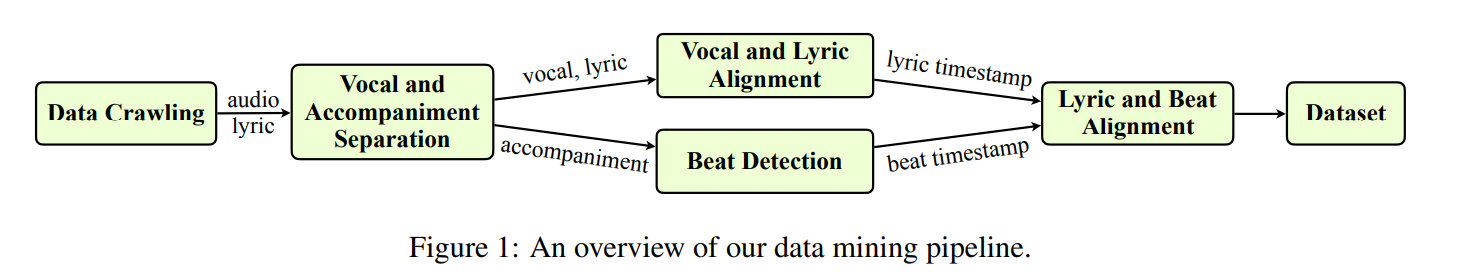 Data Crawling
audio
lyric
Vocal and
Accompaniment
Separation
vocal, lyric
accompaniment
Vocal and Lyric
Alignment
Beat Detection
lyric timestamp
beat timestamp
Lyric and Beat
Alignment
Dataset
Figure 1: An overview of our data mining pipeline.